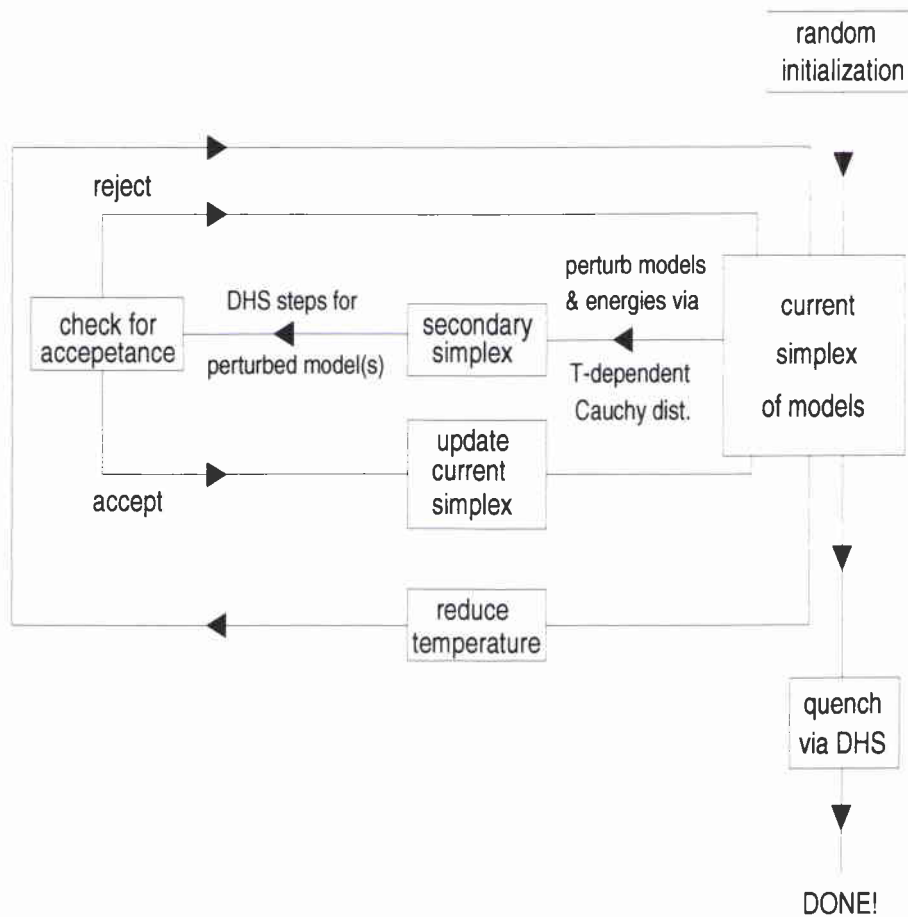 random
initialization
reject
perturb models
& energies via
DHS steps for
perturbed model(s)
check for
accepetance
secondary
simplex
T-dependent
Cauchy dist.
current
simplex
of models
update
current
simplex
accept
reduce
temperature
quench
via DHS
DONE!